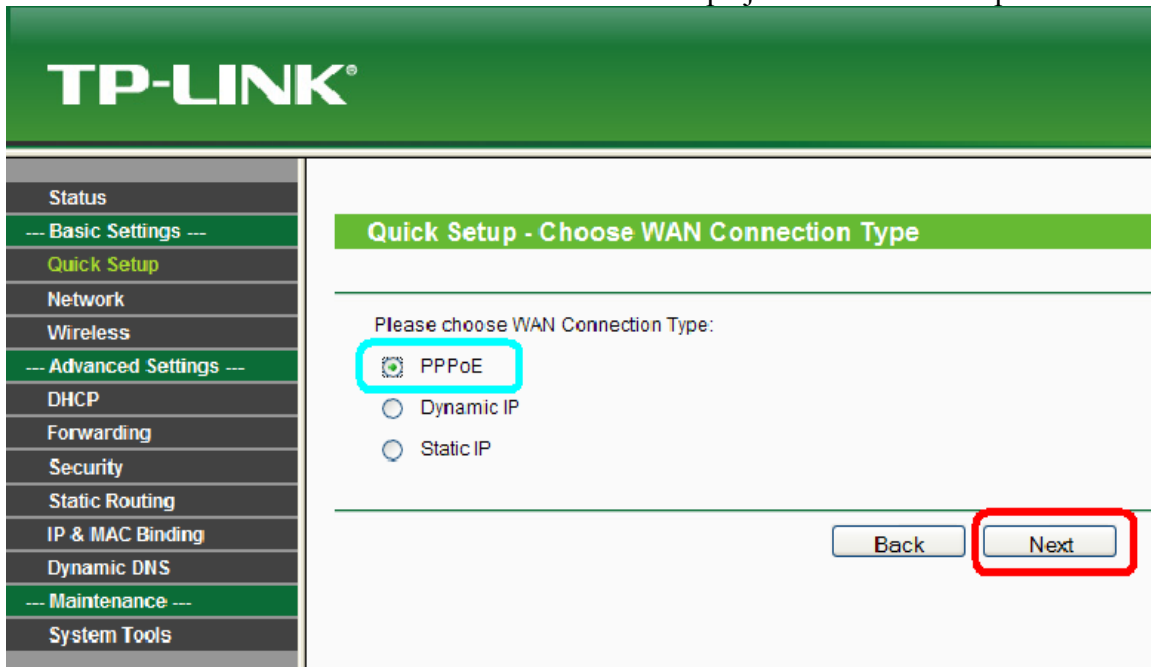 TP-LINK®
Status
--- Basic Settings ---
Quick Setup
Network
Wireless
--- Advanced Settings ---
DHCP
Forwarding
Security
Static Routing
IP & MAC Binding
Dynamic DNS
--- Maintenance ---
System Tools
Quick Setup - Choose WAN Connection Type
Please choose WAN Connection Type:
PPPoE
Dynamic IP
Static IP
Back Next